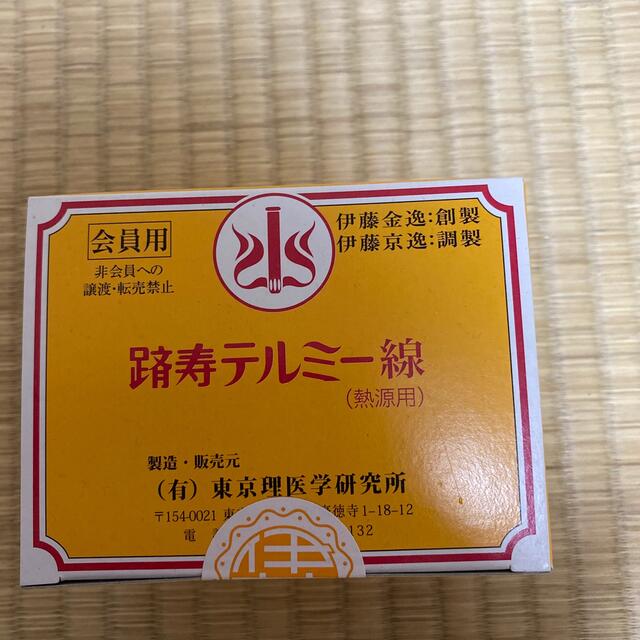 会員用
非会員への
譲渡・転売禁止
伊藤金逸:創製
伊藤京逸:調製
蹐寿テルミー線
(熱源用)
製造・販売元
(有)東京理医学研究所
〒154-0021 東 徳寺1-18-12
電 132